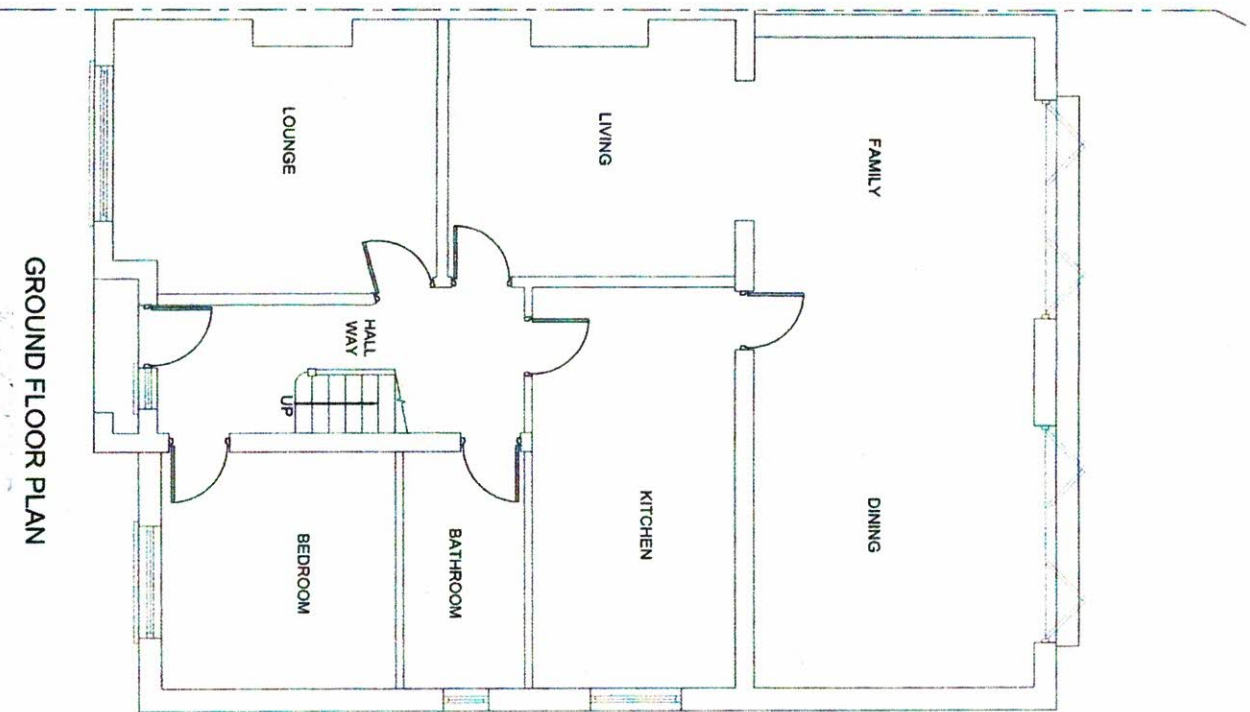 FAMILY
DINING
LIVING
KITCHEN
LOUNGE
HALL
WAY
UP
BATHROOM
BEDROOM
GROUND FLOOR PLAN